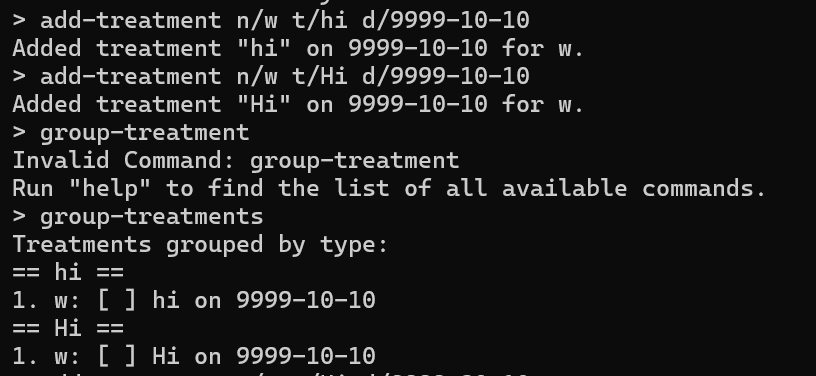 > add-treatment n/w t/hi d/9999-10-10
Added treatment "hi" on 9999-10-10 for w.
> add-treatment n/w t/Hi d/9999-10-10
Added treatment "Hi" on 9999-10-10 for w.
> group-treatment
Invalid Command: group-treatment
Run "help" to find the list of all available commands.
> group-treatments
Treatments grouped by type:
== hi ==
1. w: [ ] hi on 9999-10-10
== Hi ==
1. w: [ ] Hi on 9999-10-10